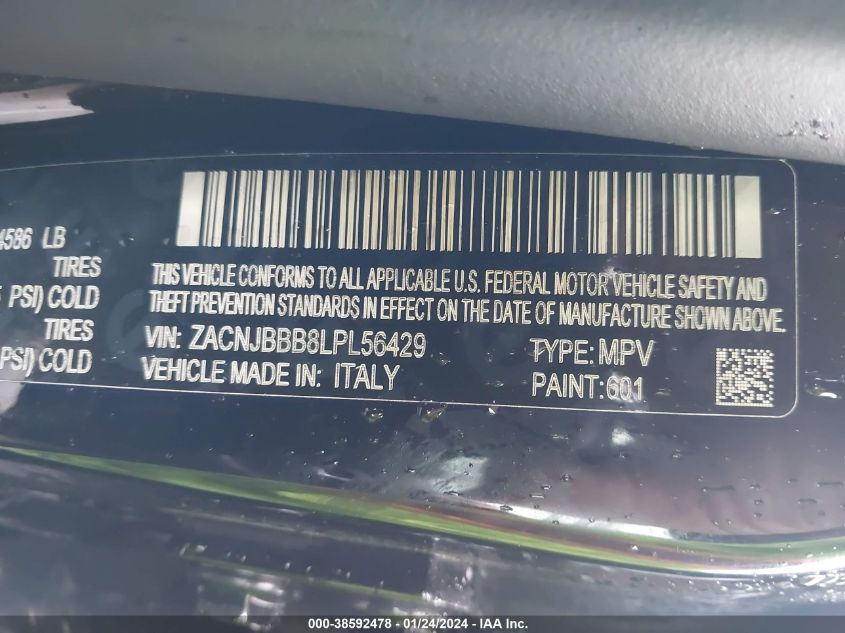 4586 LB
TIRES
PSI) COLD
TIRES
PSI) COLD
THIS VEHICLE CONFORMS TO ALL APPLICABLE U.S. FEDERAL MOTOR VEHICLE SAFETY AND
THEFT PREVENTION STANDARDS IN EFFECT ON THE DATE OF MANUFACTURE SHOWN ABOVE.
VIN: ZACNJBBB8LPL56429 TYPE: MPV
VEHICLE MADE IN: ITALY PAINT:601
000-38592478 - 01/24/2024 - IAA Inc.